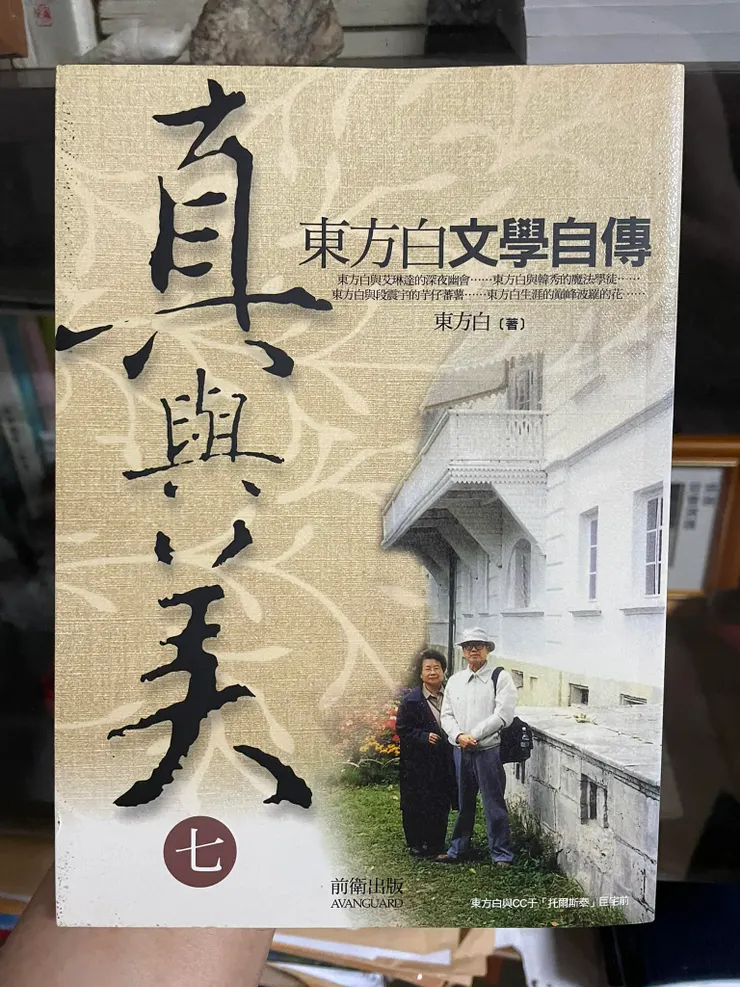 真與美
東方白文學自傳
東方白與艾琳達的深夜幽會……東方白與韓秀的魔法學徒……
東方白與段震宇的芋仔蕃薯……東方白生涯的巔峰波羅的花……
東方白〔著〕
七
前衛出版
AVANGUARD
東方白與CC于「托爾斯泰」巨宅前